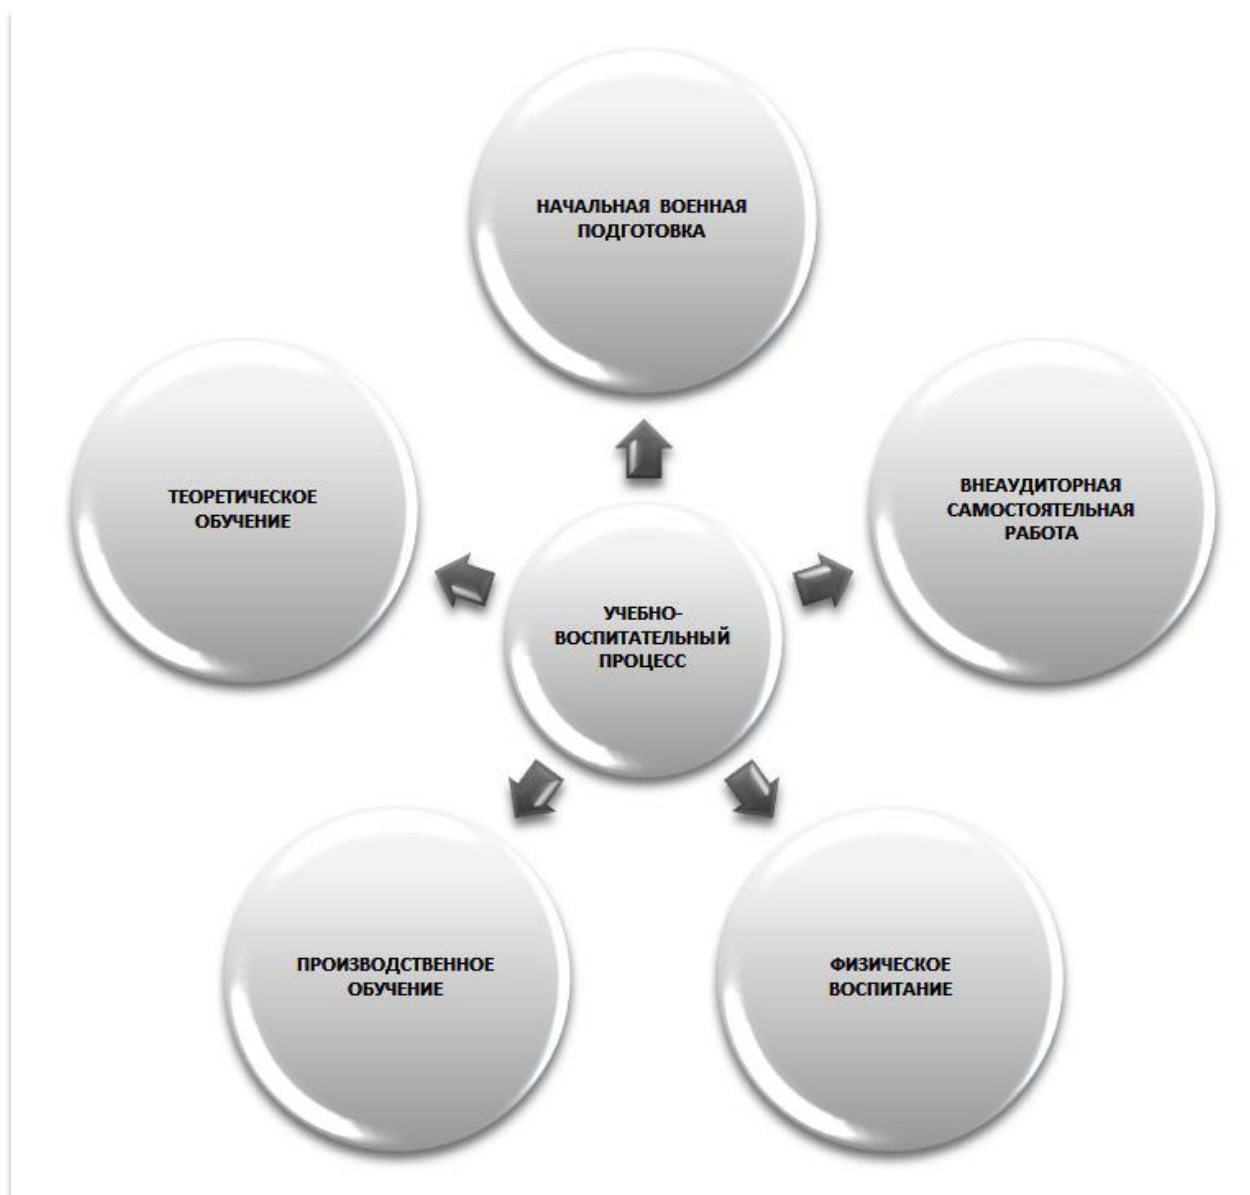 НАЧАЛЬНАЯ ВОЕННАЯ
ПОДГОТОВКА
ТЕОРЕТИЧЕСКОЕ
ОБУЧЕНИЕ
ВНЕАУДИТОРНАЯ
САМОСТОЯТЕЛЬНАЯ
РАБОТА
УЧЕБНО-
ВОСПИТАТЕЛЬНЫЙ
ПРОЦЕСС
ПРОИЗВОДСТВЕННОЕ
ОБУЧЕНИЕ
ФИЗИЧЕСКОЕ
ВОСПИТАНИЕ